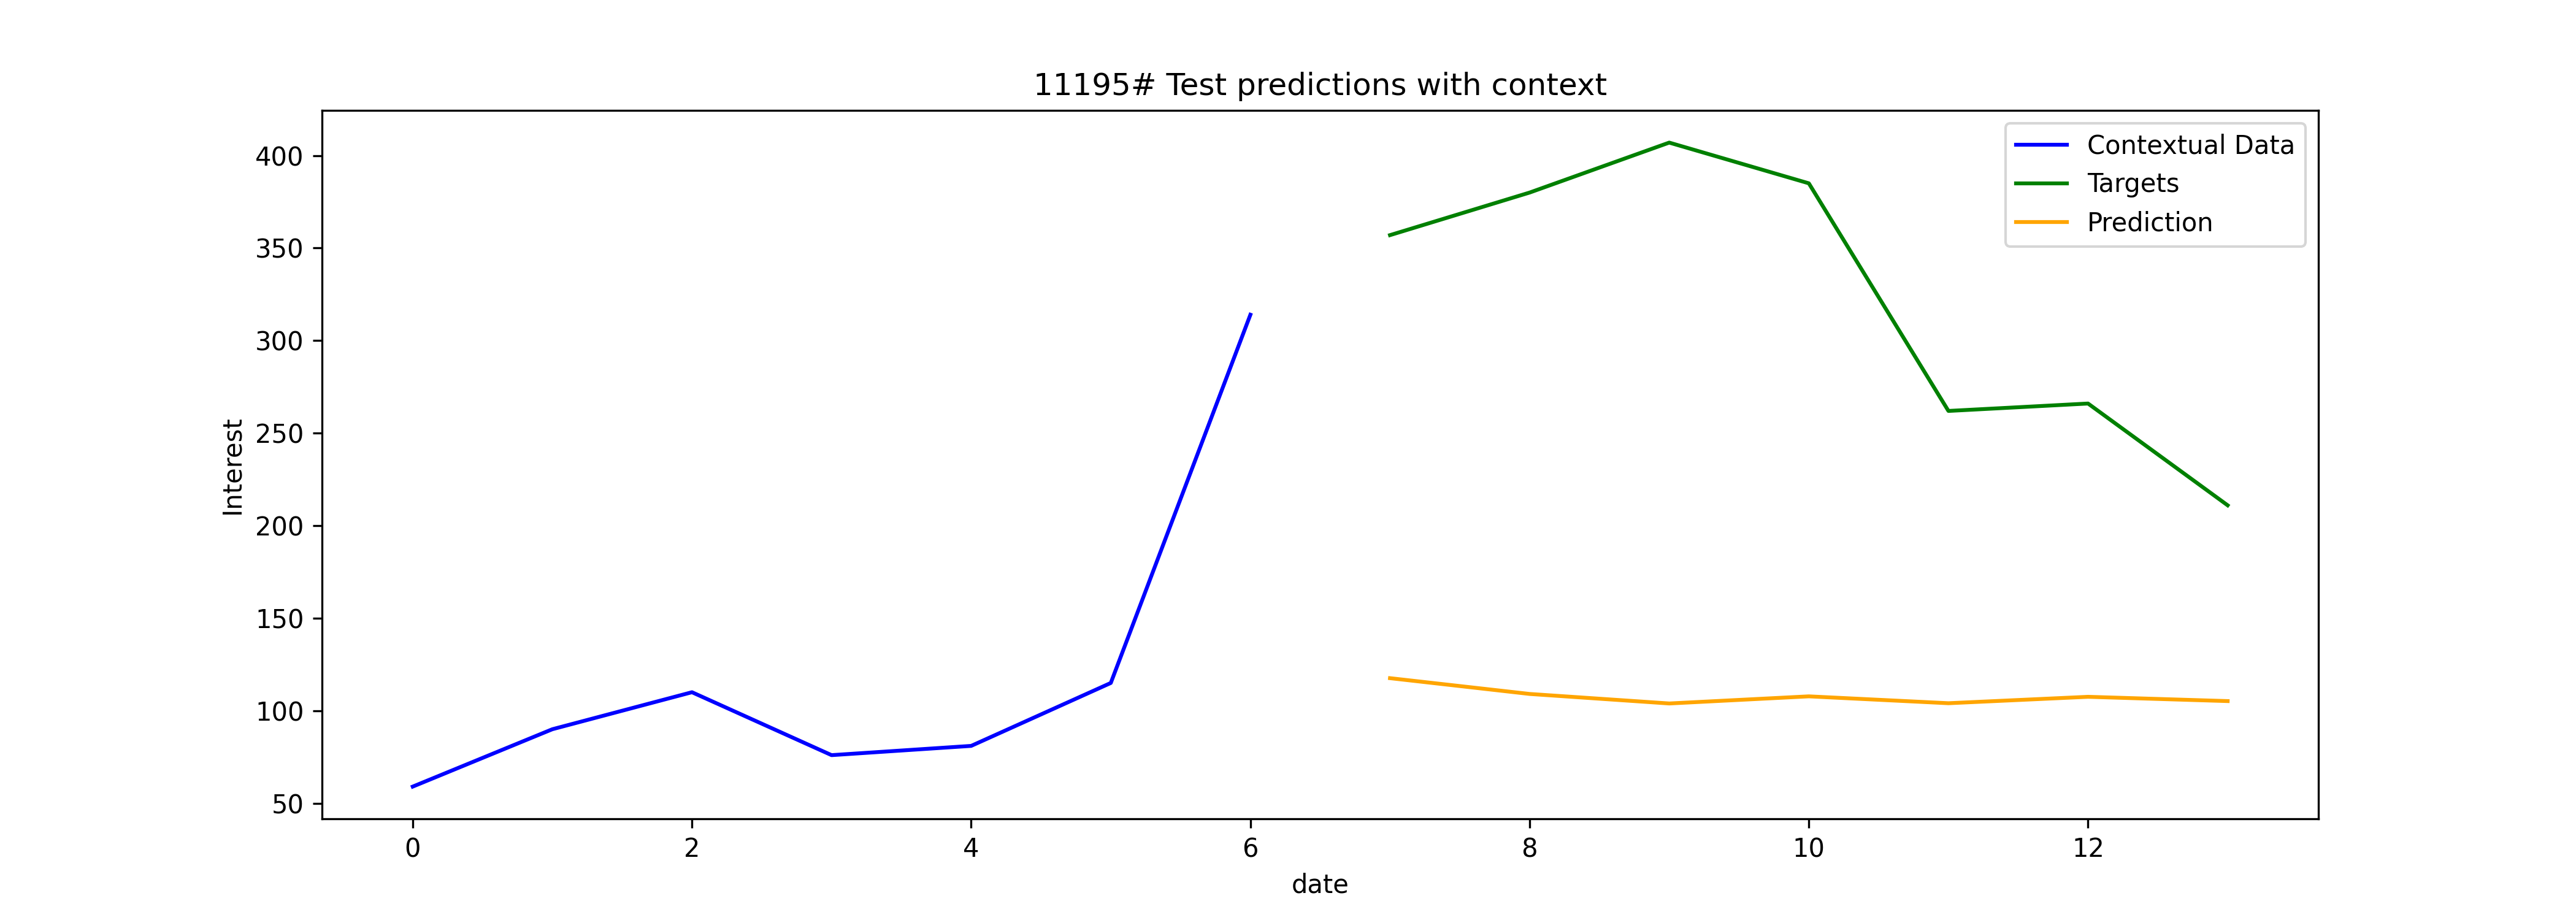 11195# Test predictions with context
Contextual Data
Targets
Prediction
Interest
400
350
300
250
200
150
100
50
0 2 4 6 8 10 12
date